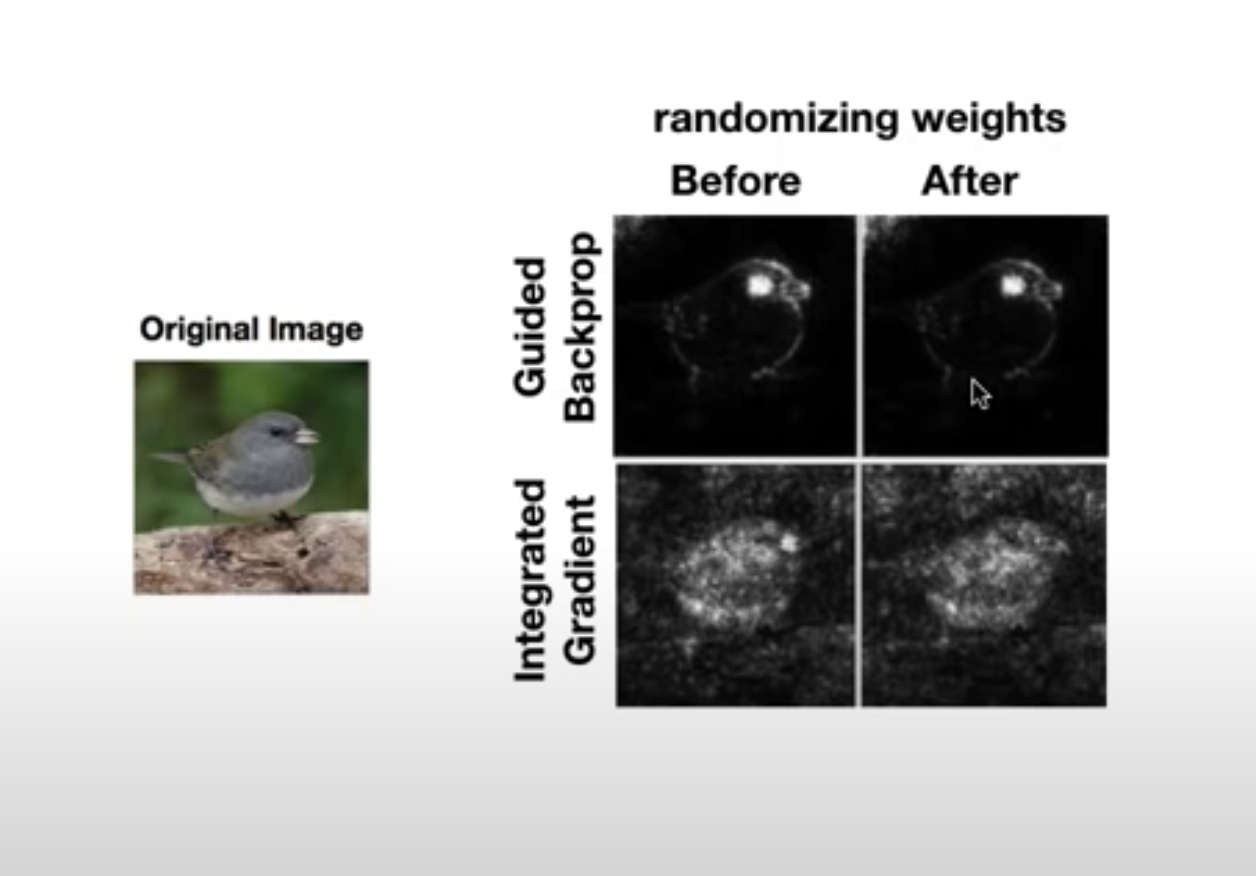 randomizing weights
Before
After
Guided
Backprop
Original Image
Integrated
Gradient